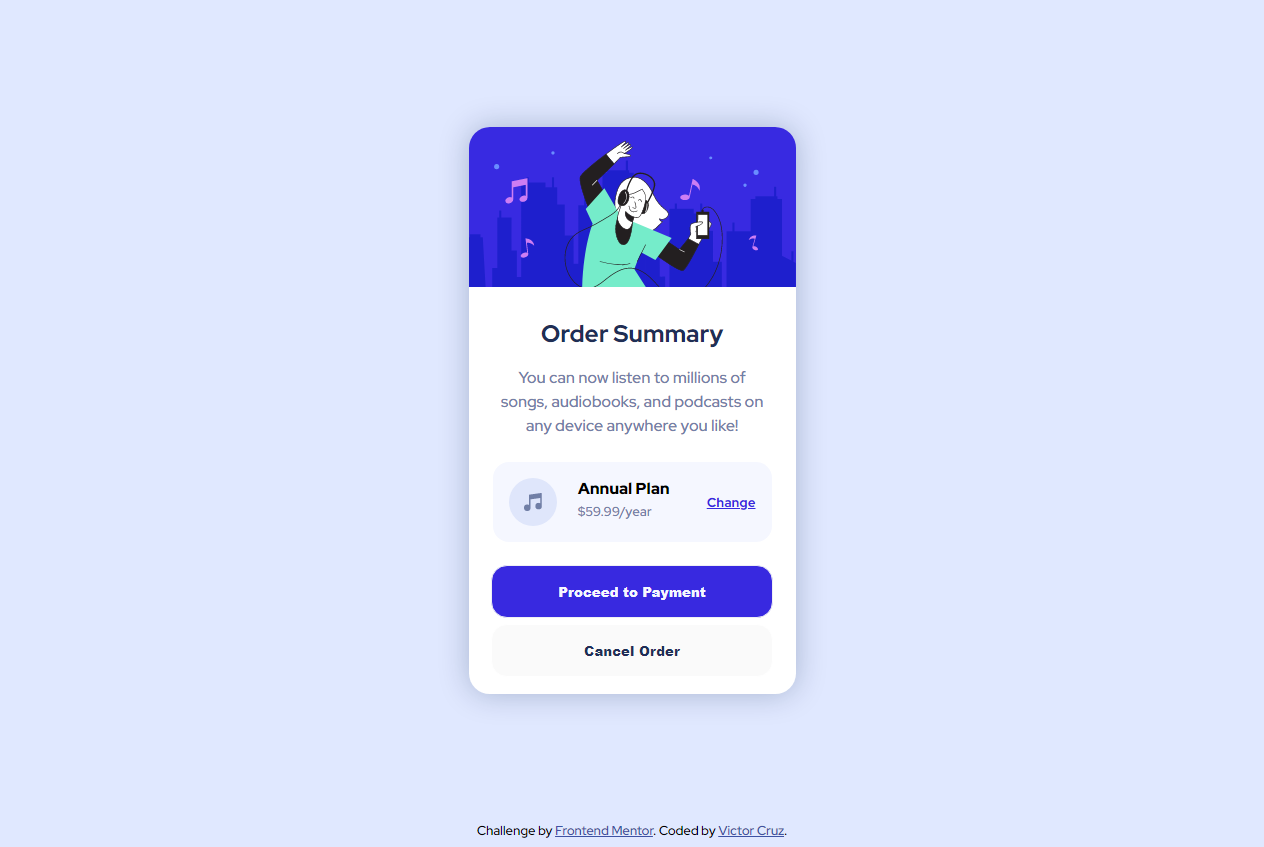 Order Summary
You can now listen to millions of
songs, audiobooks, and podcasts on
any device anywhere you like!
Annual Plan
$59.99/year
Change
Proceed to Payment
Cancel Order
Challenge by Frontend Mentor. Coded by Victor Cruz.